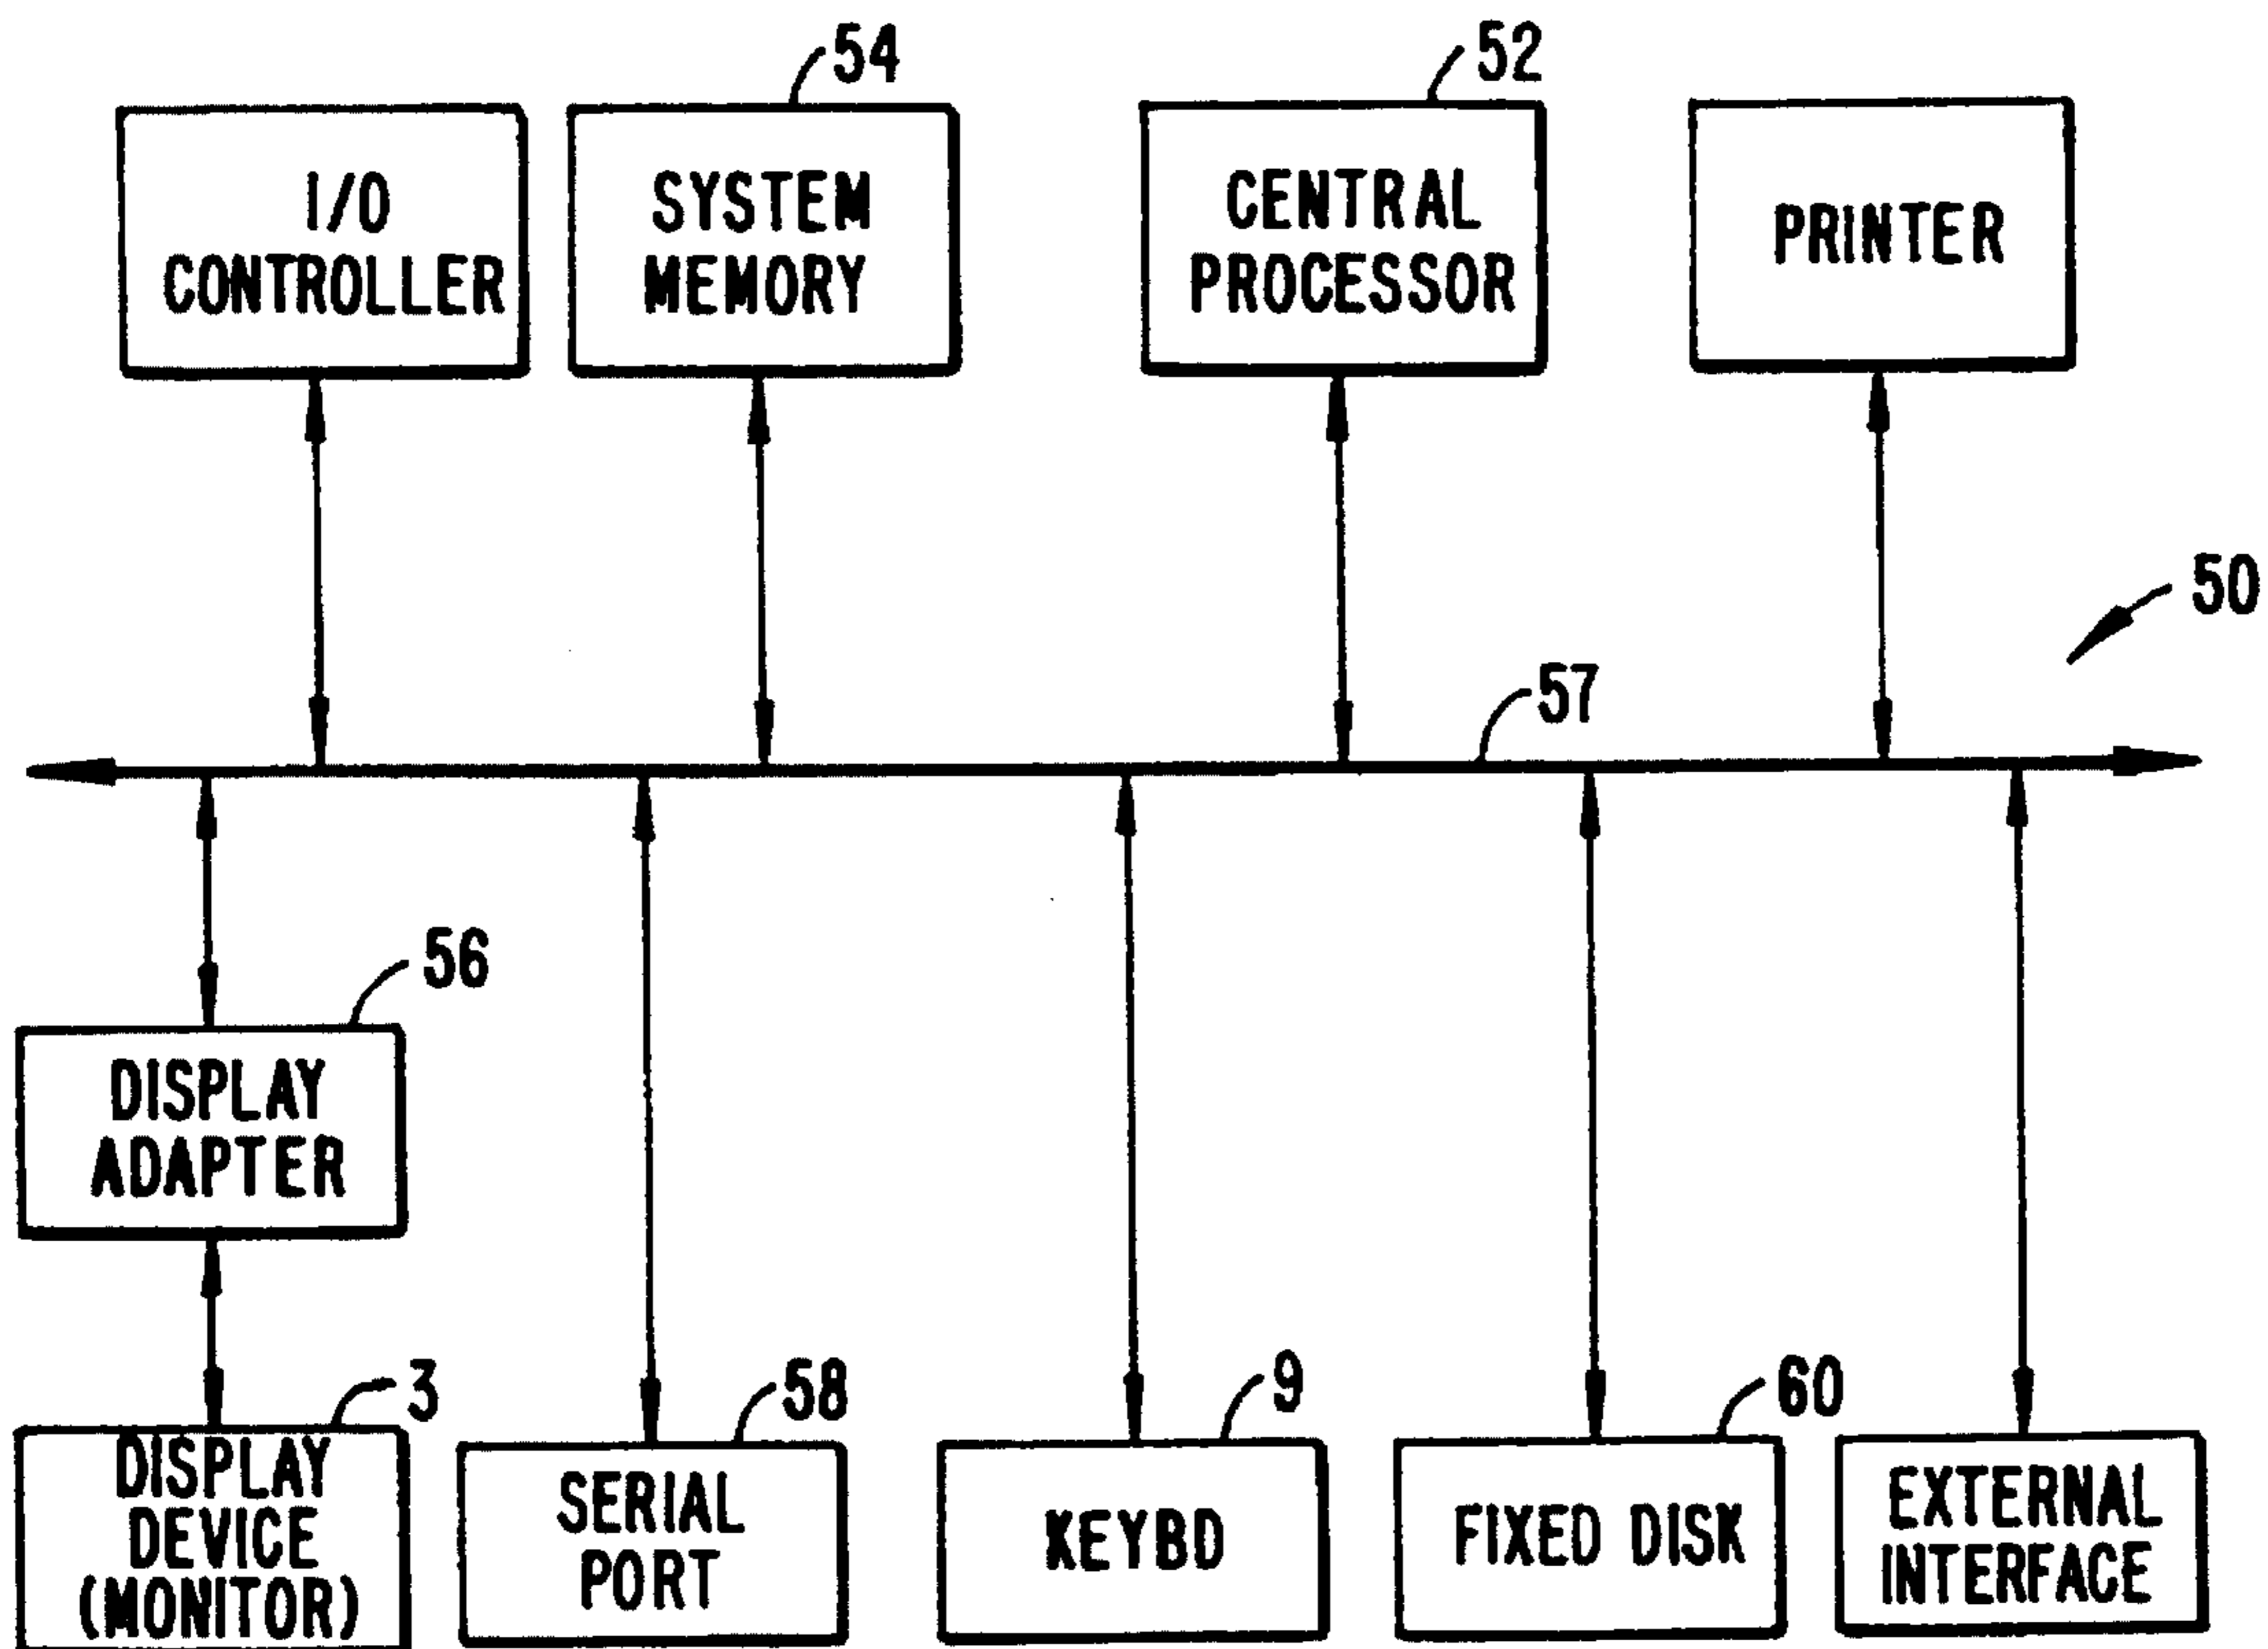 54
52
I/O
CONTROLLER
SYSTEM
MEMORY
CENTRAL
PROCESSOR
PRINTER
50
57
56
DISPLAY
ADAPTER
3
58
9
60
DISPLAY
DEVICE
(MONITOR)
SERIAL
PORT
KEYBD
FIXED DISK
EXTERNAL
INTERFACE